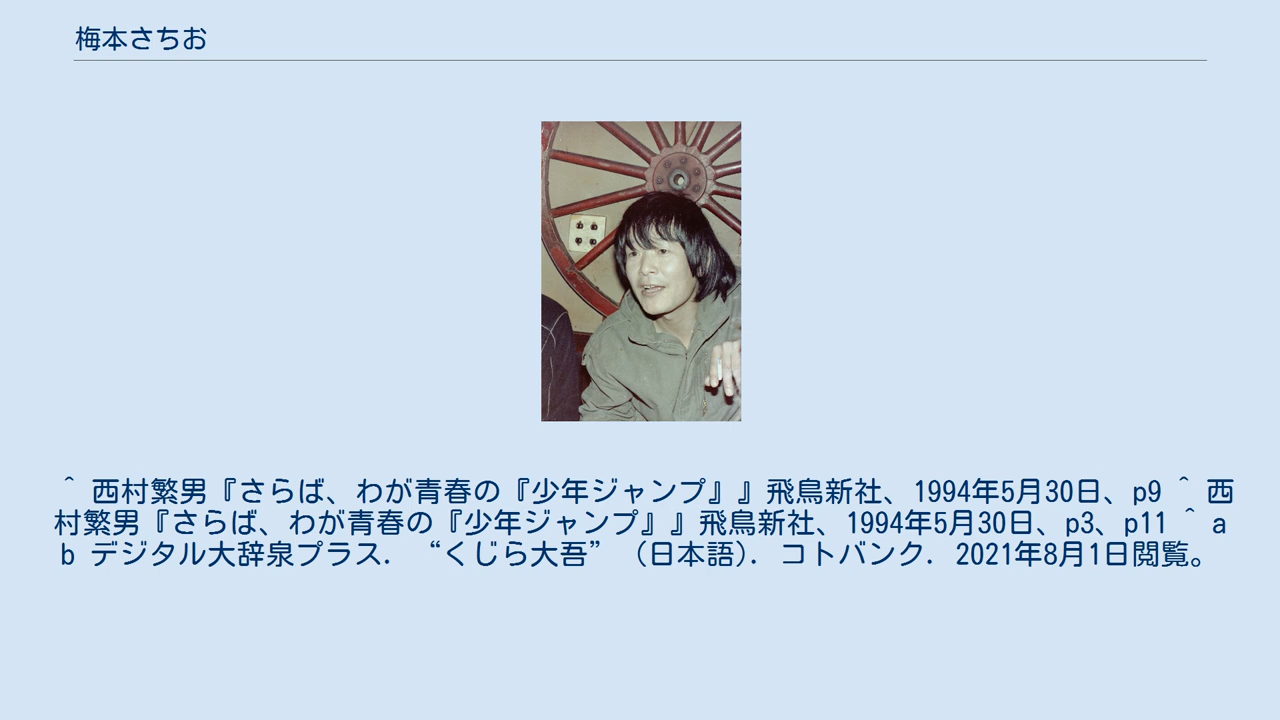 梅本さちお
^ 西村繁男『さらば、わが青春の『少年ジャンプ』』飛鳥新社、1994年5月30日、p9 ^ 西
村繁男『さらば、わが青春の『少年ジャンプ』』飛鳥新社、1994年5月30日、p3、p11 ^ a
b デジタル大辞泉プラス. “くじら大吾” (日本語). コトバンク. 2021年8月1日閲覧。